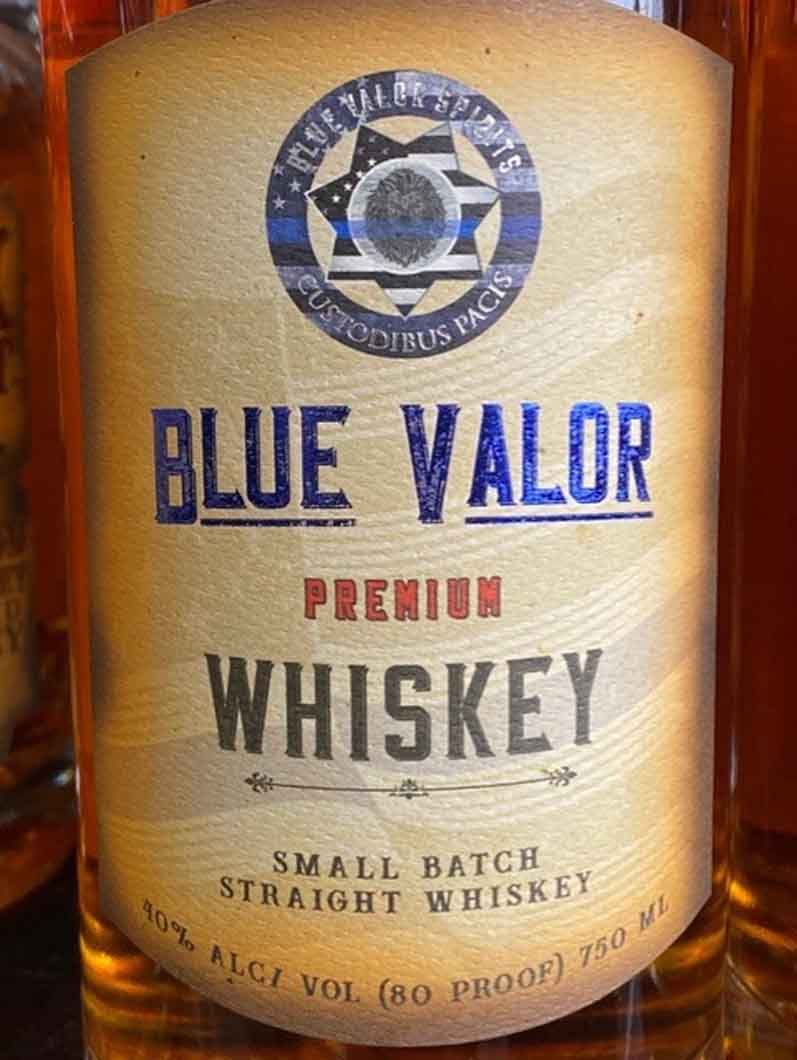 BLUE VALOR SPIRITS
CUSTODIBUS PACIS
BLUE VALOR
PREMIUM
WHISKEY
SMALL BATCH
STRAIGHT WHISKEY
40% ALC/ VOL (80 PROOF) 750 ML